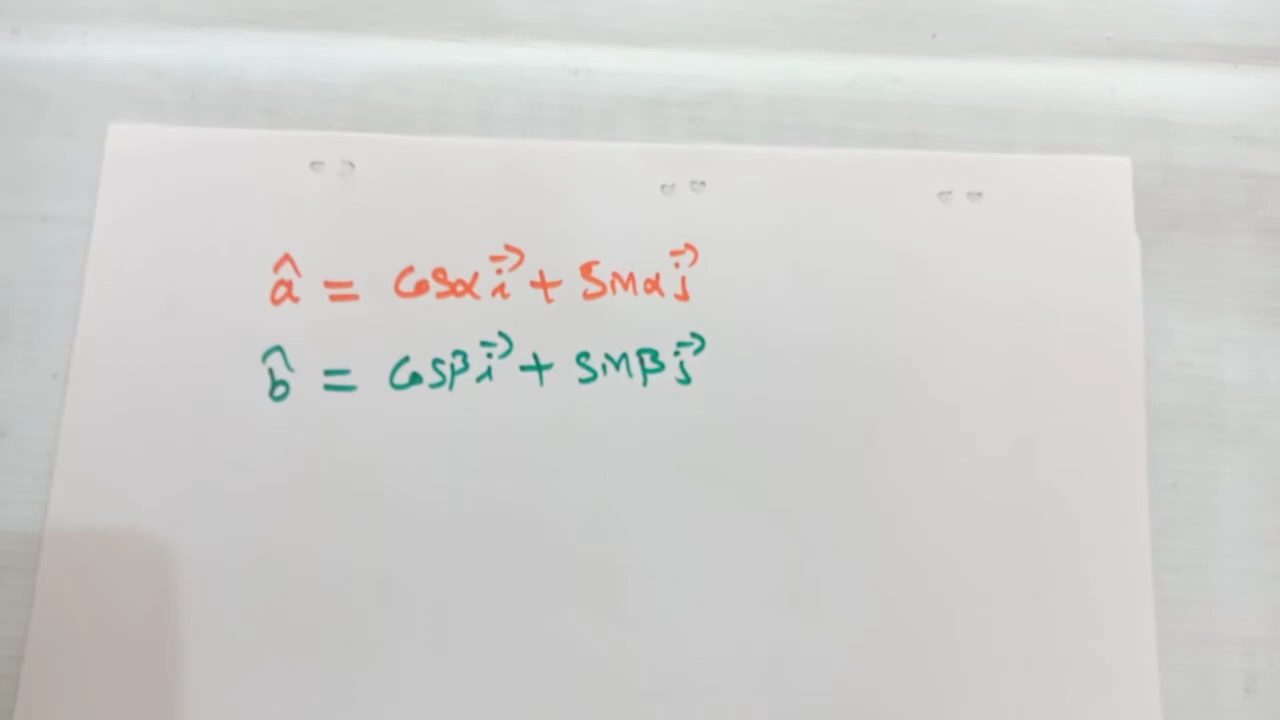 â = cosα i⃗ + sinα j⃗
b̂ = cosβ i⃗ + sinβ j⃗